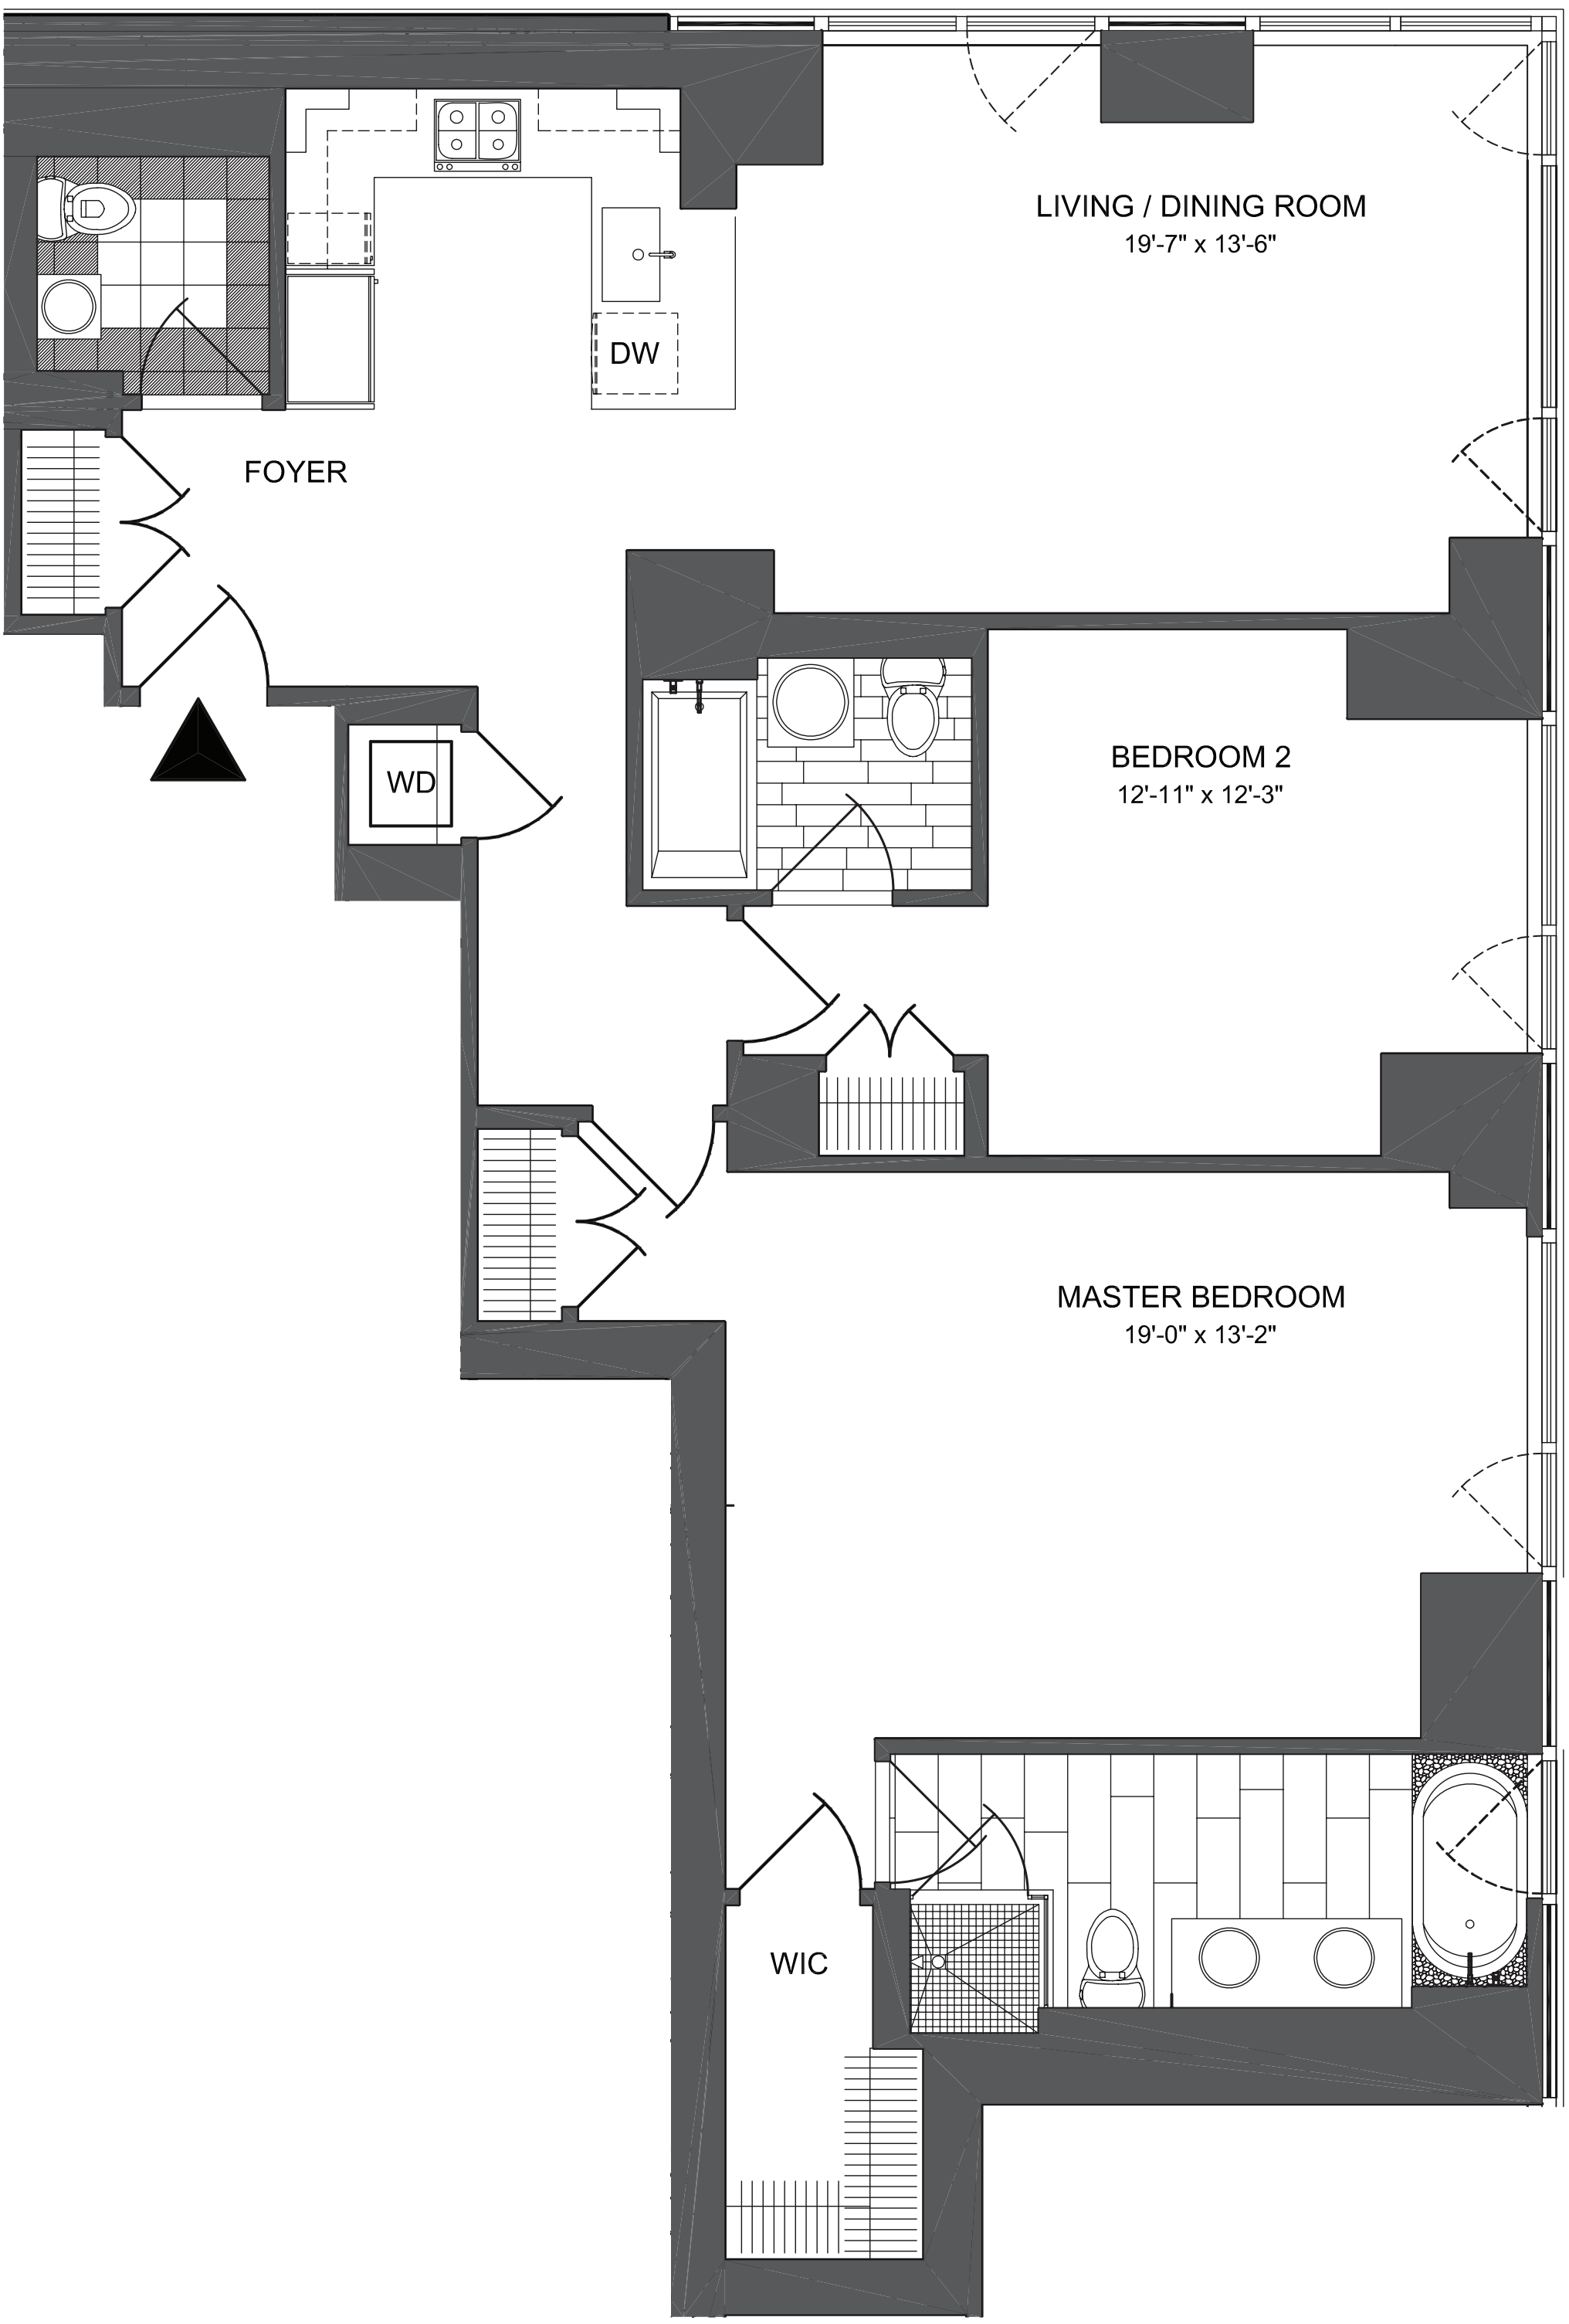 LIVING / DINING ROOM
19'-7" x 13'-6"
DW
FOYER
BEDROOM 2
12'-11" x 12'-3"
WD
MASTER BEDROOM
19'-0" x 13'-2"
WIC